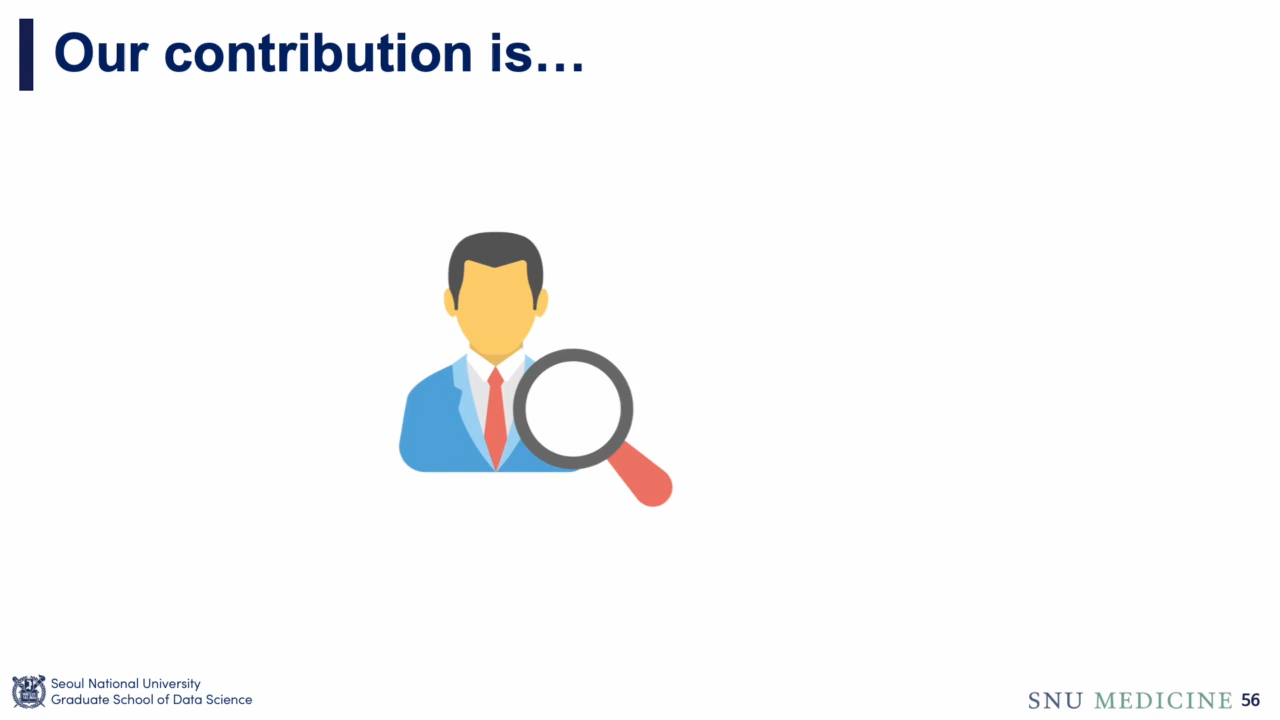 Our contribution is…
Seoul National University
Graduate School of Data Science
SNU MEDICINE 56